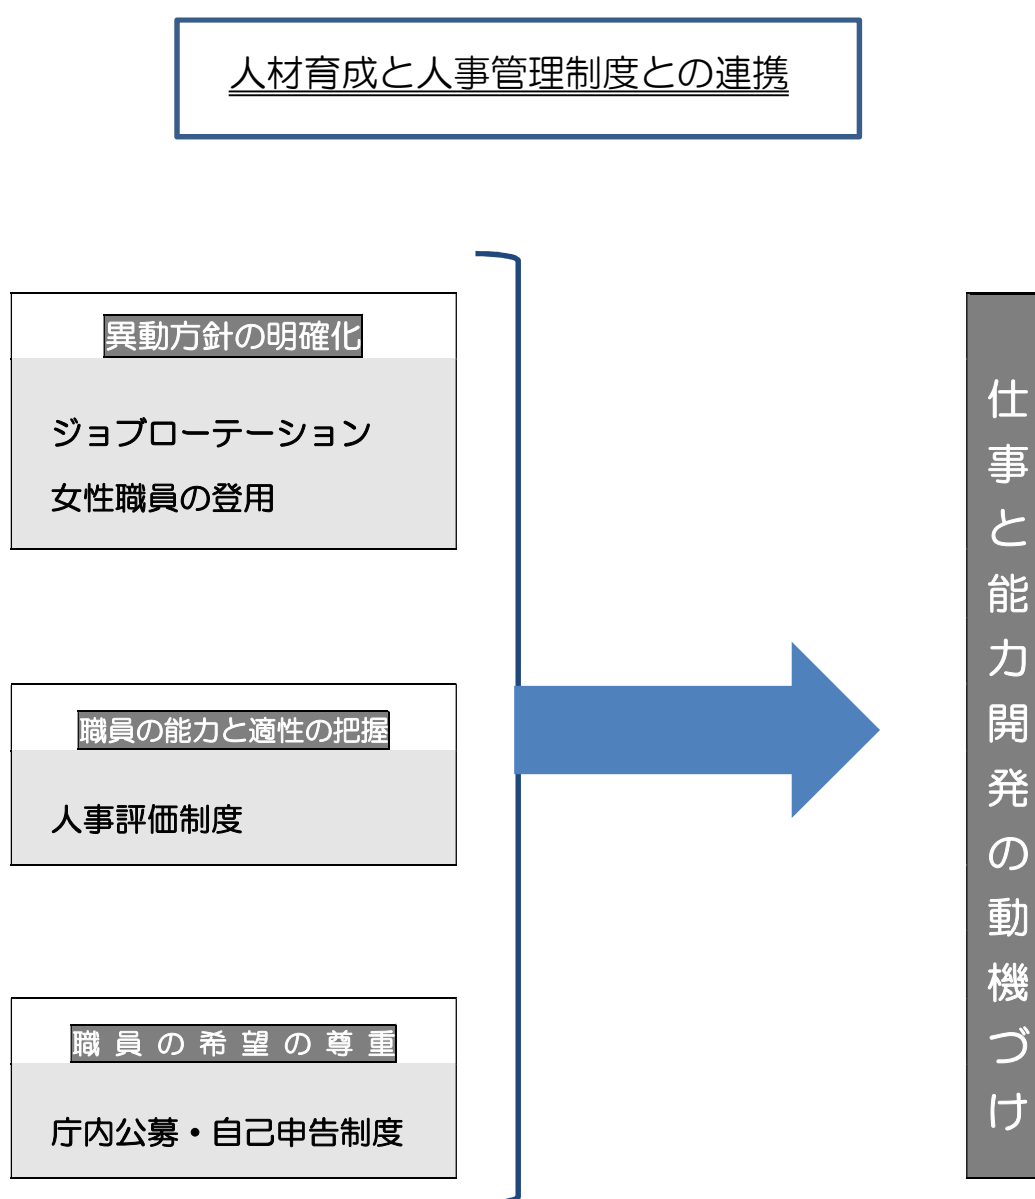 人材育成と人事管理制度との連携
異動方針の明確化
ジョブローテーション
女性職員の登用
職員の能力と適性の把握
人事評価制度
職員の希望の尊重
庁内公募・自己申告制度
仕事と能力開発の動機づけ